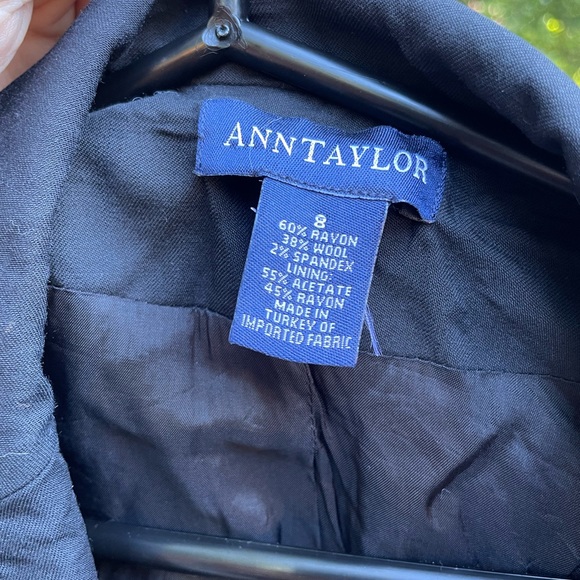 ANNTAYLOR
8
60% RAYON
38% WOOL
2% SPANDEX
LINING:
55% ACETATE
45% RAYON
MADE IN
TURKEY OF
IMPORTED FABRIC